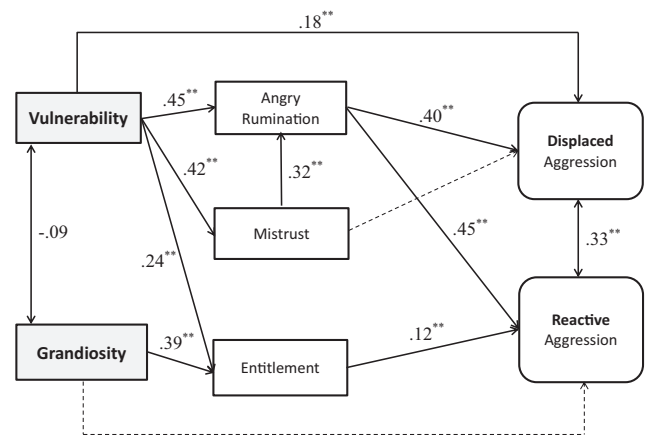 .18**
Vulnerability
.45**
Angry
Rumination
.40**
Displaced
Aggression
.42**
.32**
Mistrust
-.09
.24**
.45**
.33**
Grandiosity
.39**
Entitlement
.12**
Reactive
Aggression